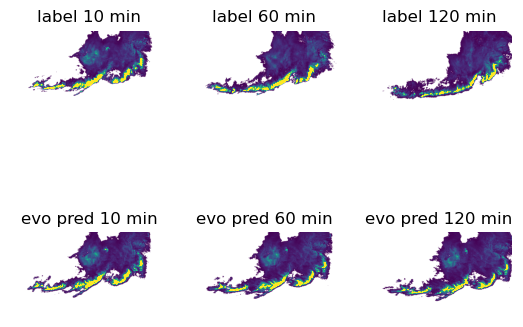 label 10 min
label 60 min
label 120 min
evo pred 10 min
evo pred 60 min
evo pred 120 min